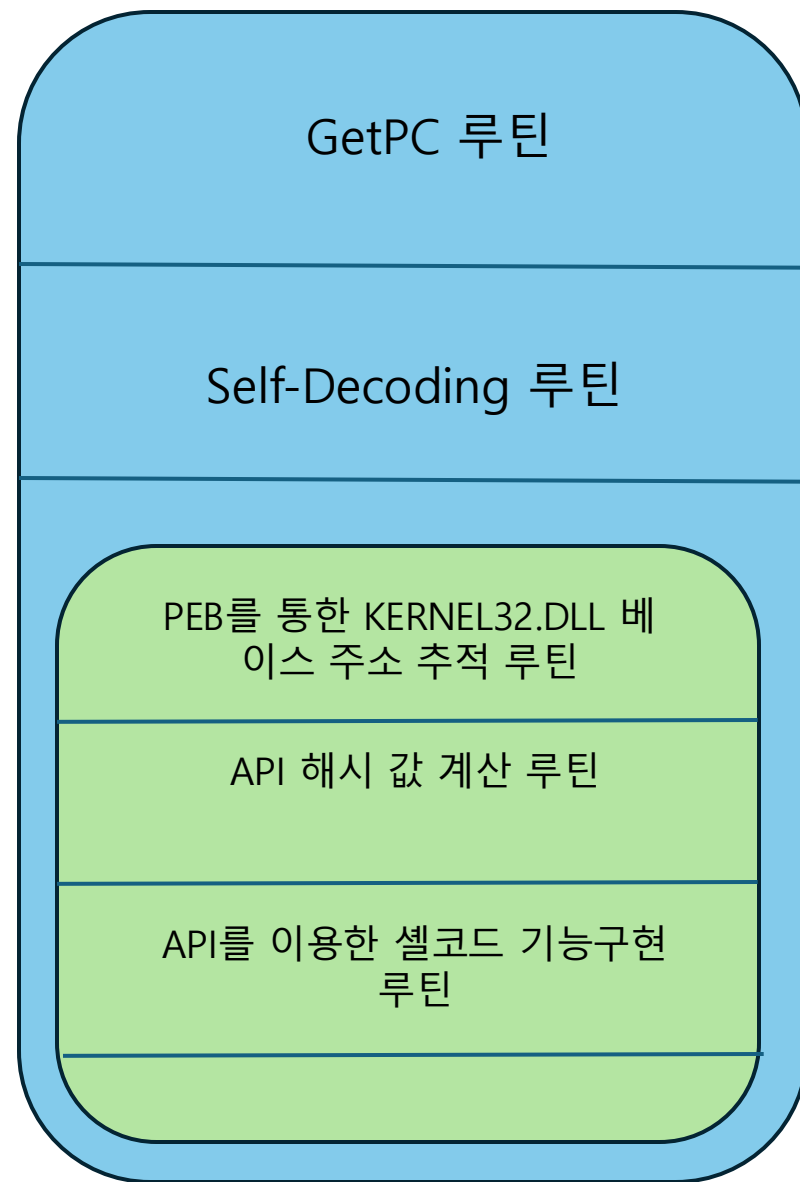 GetPC 루틴
Self-Decoding 루틴
PEB를 통한 KERNEL32.DLL 베
이스 주소 추적 루틴
API 해시 값 계산 루틴
API를 이용한 셸코드 기능구현
루틴